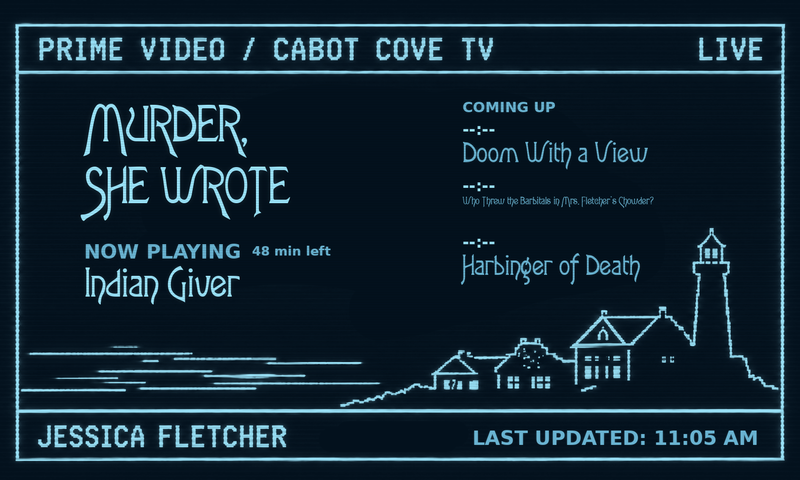 PRIME VIDEO / CABOT COVE TV
LIVE
MURDER,
SHE WROTE
NOW PLAYING 48 min left
Indian Giver
COMING UP
--:--
Doom With a View
--:--
Who Threw the Barbitals in Mrs. Fletcher's Chowder?
--:--
Harbinger of Death
JESSICA FLETCHER
LAST UPDATED: 11:05 AM